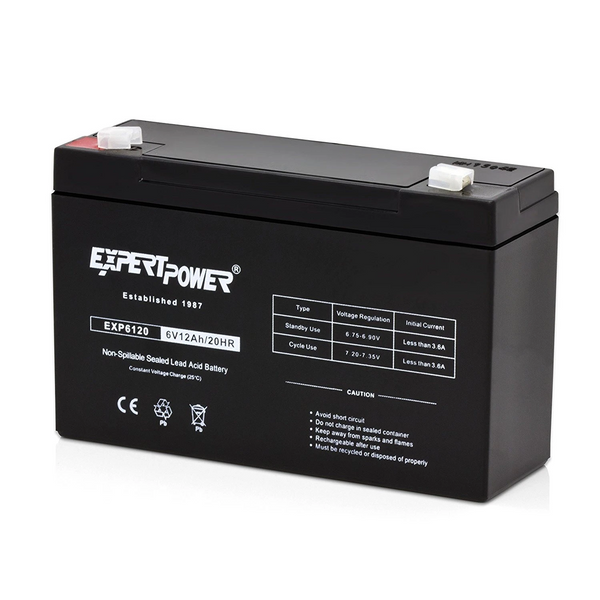 EXPERTPOWER®
Established 1987
EXP6120 6V12Ah/20HR
Non-Spillable Sealed Lead Acid Battery
Constant Voltage Charge (25°C)
CE
Pb
Pb
Type Voltage Regulation Initial Current
Standby Use 6.75-6.90V Less than 3.6A
Cycle Use 7.20-7.35V Less than 3.6A
CAUTION
• Avoid short circuit
• Do not charge in sealed container
• Keep away from sparks and flames
• Rechargeable after use
• Must be recycled or disposed of properly